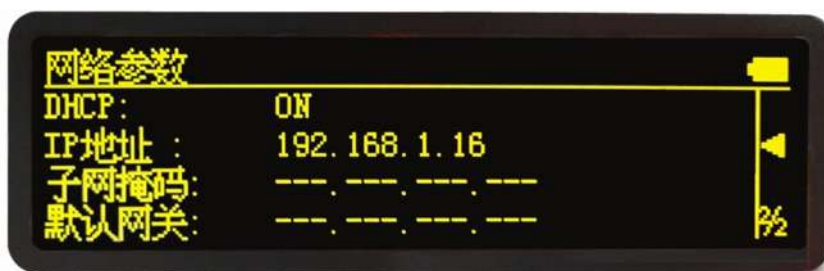 网络参数
DHCP: ON
IP地址 : 192.168.1.16
子网掩码: ---.---.---.---
默认网关: ---.---.---.---
2/2